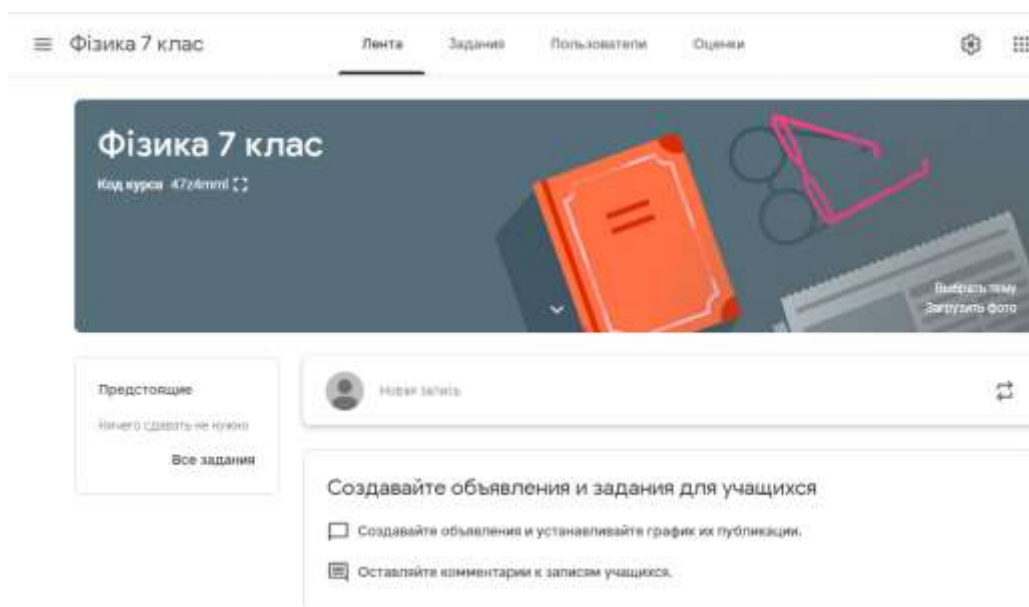 Фізика 7 клас
Лента Задания Пользователи Оценки
Фізика 7 клас
Код курса 47z4mml
Выбрать тему
Загрузить фото
Предстоящие
Ничего сдавать не нужно
Все задания
Новая запись
Создавайте объявления и задания для учащихся
Создавайте объявления и устанавливайте график их публикации.
Оставляйте комментарии к записям учащихся.